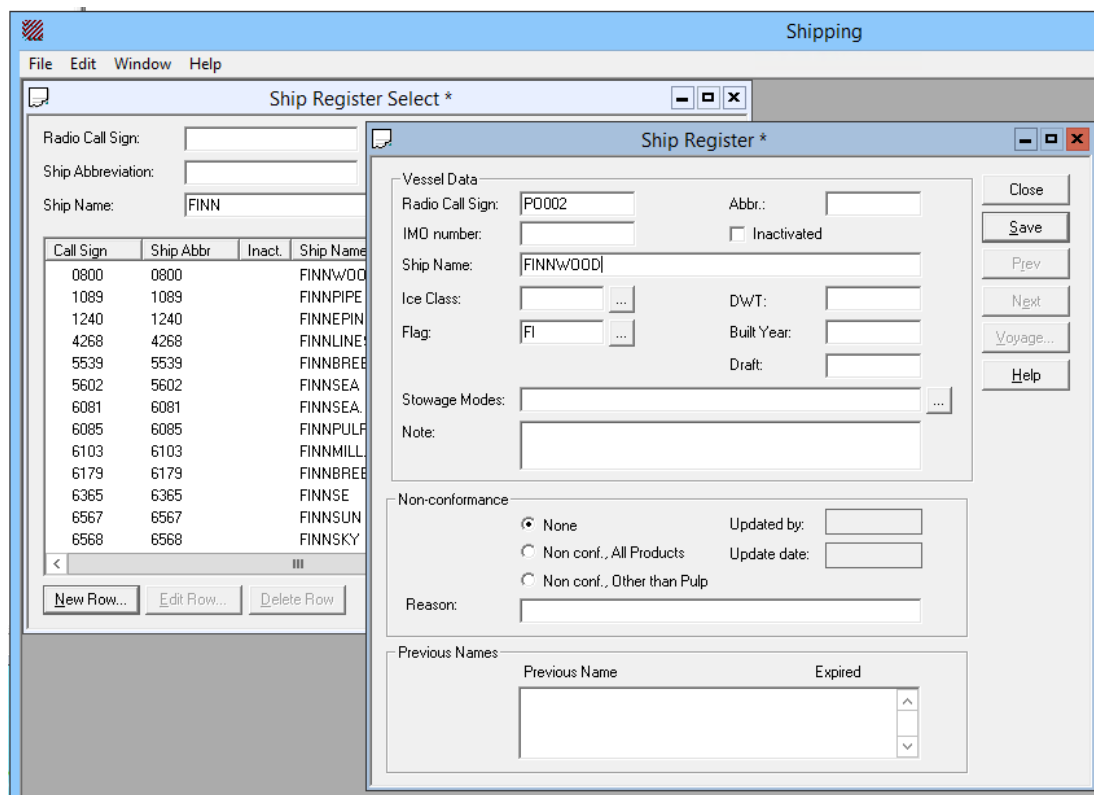 Shipping
File Edit Window Help
Ship Register Select *
Radio Call Sign:
Ship Abbreviation:
Ship Name: FINN
Call Sign Ship Abbr Inact. Ship Name
0800 0800 FINNWOO
1089 1089 FINNPIPE
1240 1240 FINNEPIN
4268 4268 FINNLINES
5539 5539 FINNBREE
5602 5602 FINNSEA
6081 6081 FINNSEA.
6085 6085 FINNPULP
6103 6103 FINNMILL.
6179 6179 FINNBREE
6365 6365 FINNSE
6567 6567 FINNSUN
6568 6568 FINNSKY
New Row... Edit Row... Delete Row
Ship Register *
Vessel Data
Radio Call Sign: PO002 Abbr.:
IMO number: Inactivated
Ship Name: FINNWOOD
Ice Class: ... DWT:
Flag: FI ... Built Year:
Draft:
Stowage Modes: ...
Note:
Close
Save
Prev
Next
Voyage...
Help
Non-conformance
None Updated by:
Non conf., All Products Update date:
Non conf., Other than Pulp
Reason:
Previous Names
Previous Name Expired